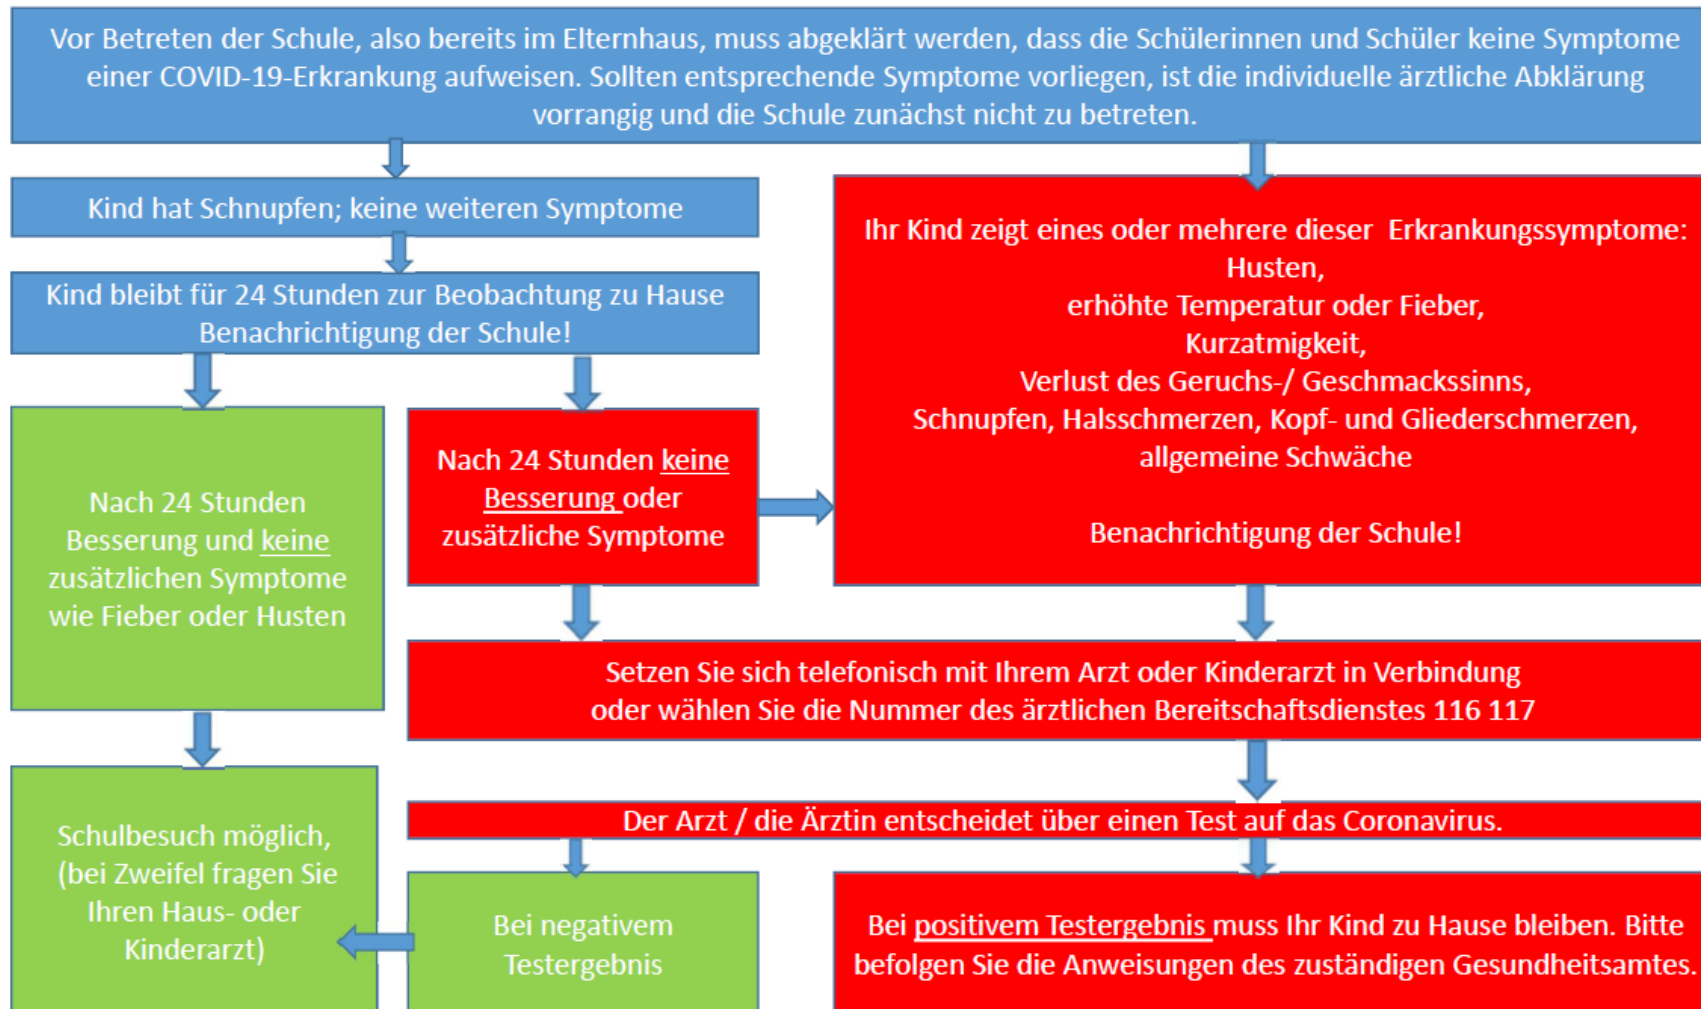 Vor Betreten der Schule, also bereits im Elternhaus, muss abgeklärt werden, dass die Schülerinnen und Schüler keine Symptome
einer COVID-19-Erkrankung aufweisen. Sollten entsprechende Symptome vorliegen, ist die individuelle ärztliche Abklärung
vorrangig und die Schule zunächst nicht zu betreten.
Kind hat Schnupfen; keine weiteren Symptome
Kind bleibt für 24 Stunden zur Beobachtung zu Hause
Benachrichtigung der Schule!
Nach 24 Stunden
Besserung und keine
zusätzlichen Symptome
wie Fieber oder Husten
Nach 24 Stunden keine
Besserung oder
zusätzliche Symptome
Ihr Kind zeigt eines oder mehrere dieser Erkrankungssymptome:
Husten,
erhöhte Temperatur oder Fieber,
Kurzatmigkeit,
Verlust des Geruchs-/ Geschmackssinns,
Schnupfen, Halsschmerzen, Kopf- und Gliederschmerzen,
allgemeine Schwäche
Benachrichtigung der Schule!
Setzen Sie sich telefonisch mit Ihrem Arzt oder Kinderarzt in Verbindung
oder wählen Sie die Nummer des ärztlichen Bereitschaftsdienstes 116 117
Der Arzt / die Ärztin entscheidet über einen Test auf das Coronavirus.
Schulbesuch möglich,
(bei Zweifel fragen Sie
Ihren Haus- oder
Kinderarzt)
Bei negativem
Testergebnis
Bei positivem Testergebnis muss Ihr Kind zu Hause bleiben. Bitte
befolgen Sie die Anweisungen des zuständigen Gesundheitsamtes.